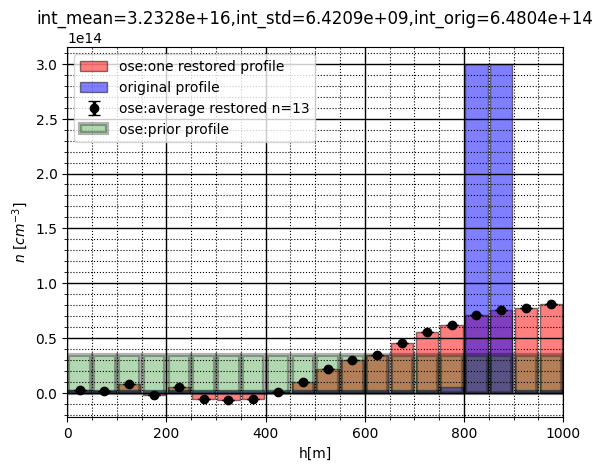 int_mean=3.2328e+16,int_std=6.4209e+09,int_orig=6.4804e+14
1e14
ose:one restored profile
original profile
ose:average restored n=13
ose:prior profile
3.0
2.5
2.0
1.5
1.0
0.5
0.0
n [cm⁻³]
0 200 400 600 800 1000
h[m]